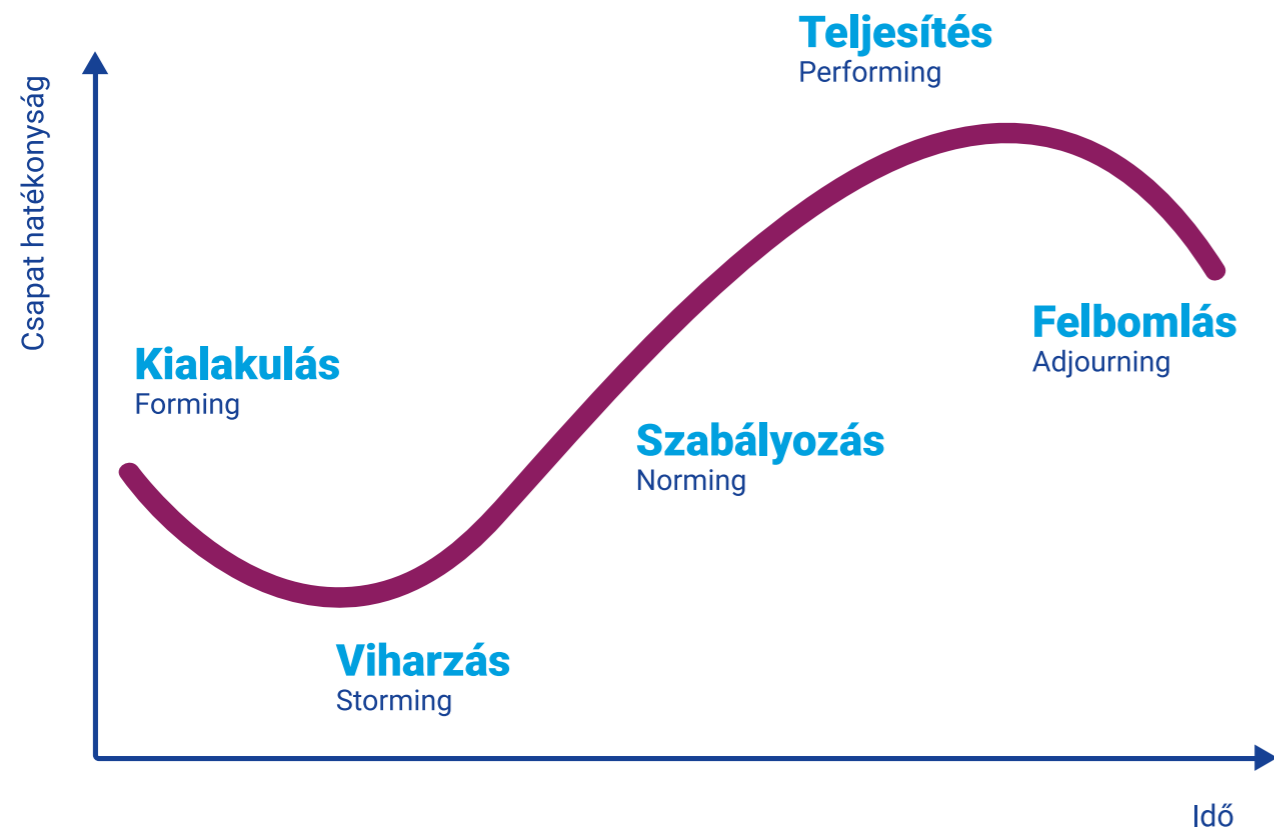 Teljesítés
Performing
Csapat hatékonyság
Kialakulás
Forming
Felbomlás
Adjourning
Szabályozás
Norming
Viharzás
Storming
Idő